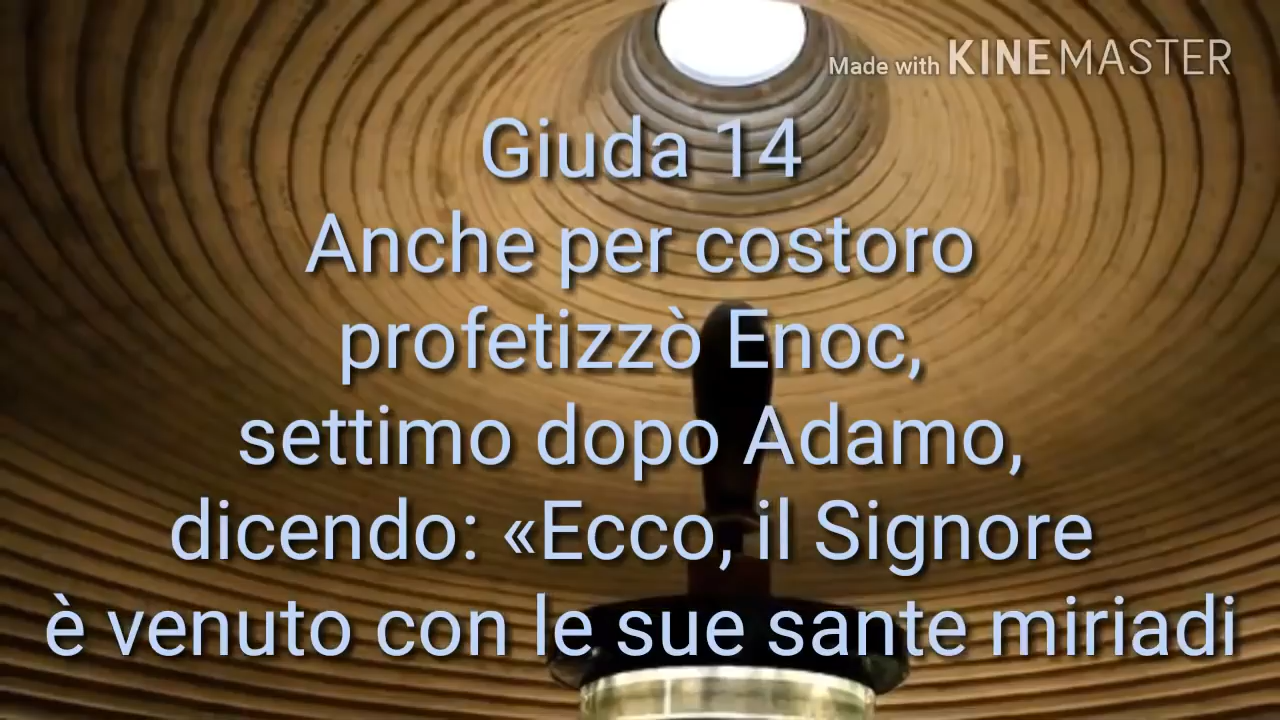 Made with KINEMASTER
Giuda 14
Anche per costoro
profetizzò Enoc,
settimo dopo Adamo,
dicendo: «Ecco, il Signore
è venuto con le sue sante miriadi